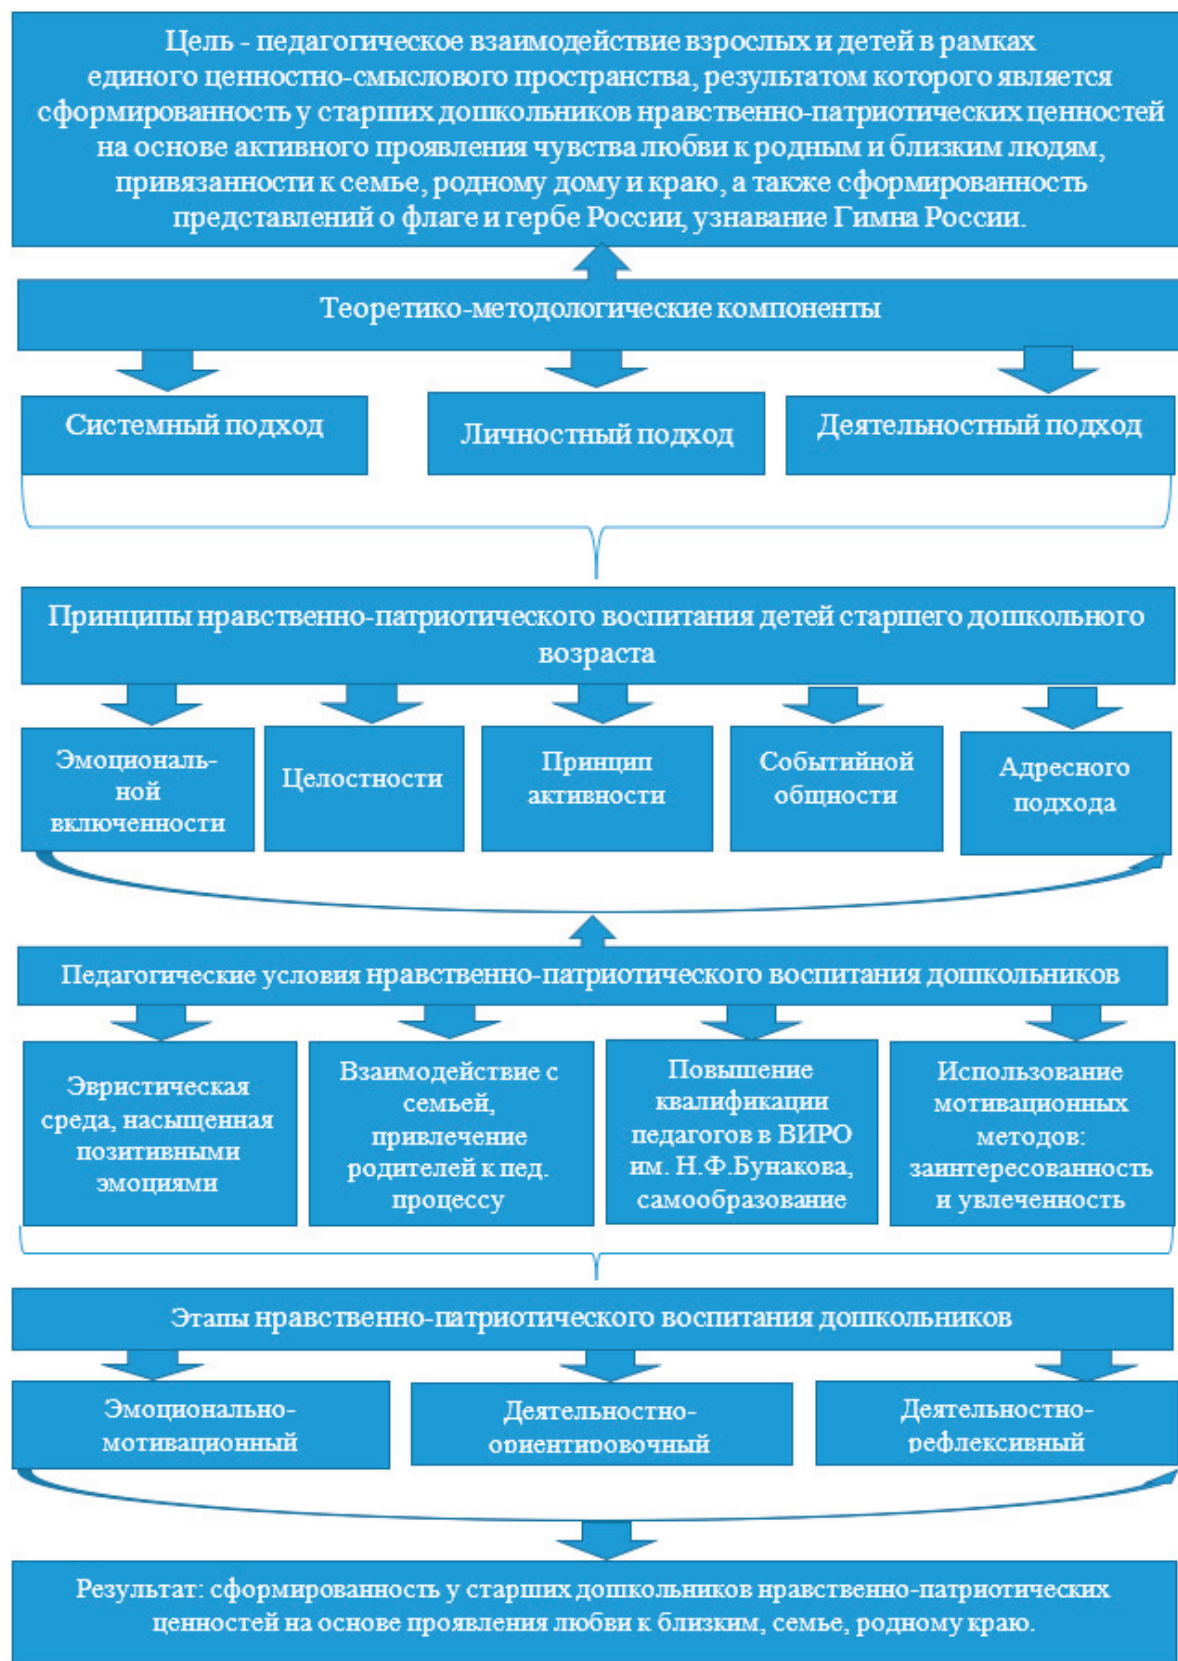 Цель - педагогическое взаимодействие взрослых и детей в рамках
единого ценностно-смыслового пространства, результатом которого является
сформированность у старших дошкольников нравственно-патриотических ценностей
на основе активного проявления чувства любви к родным и близким людям,
привязанности к семье, родному дому и краю, а также сформированность
представлений о флаге и гербе России, узнавание Гимна России.
Теоретико-методологические компоненты
Системный подход
Личностный подход
Деятельностный подход
Принципы нравственно-патриотического воспитания детей старшего дошкольного
возраста
Эмоциональ-
ной
включенности
Целостности
Принцип
активности
Событийной
общности
Адресного
подхода
Педагогические условия нравственно-патриотического воспитания дошкольников
Эвристическая
среда, насыщенная
позитивными
эмоциями
Взаимодействие с
семьей,
привлечение
родителей к пед.
процессу
Повышение
квалификации
педагогов в ВИРО
им. Н.Ф.Бунакова,
самообразование
Использование
мотивационных
методов:
заинтересованность
и увлеченность
Этапы нравственно-патриотического воспитания дошкольников
Эмоционально-
мотивационный
Деятельностно-
ориентировочный
Деятельностно-
рефлексивный
Результат: сформированность у старших дошкольников нравственно-патриотических
ценностей на основе проявления любви к близким, семье, родному краю.